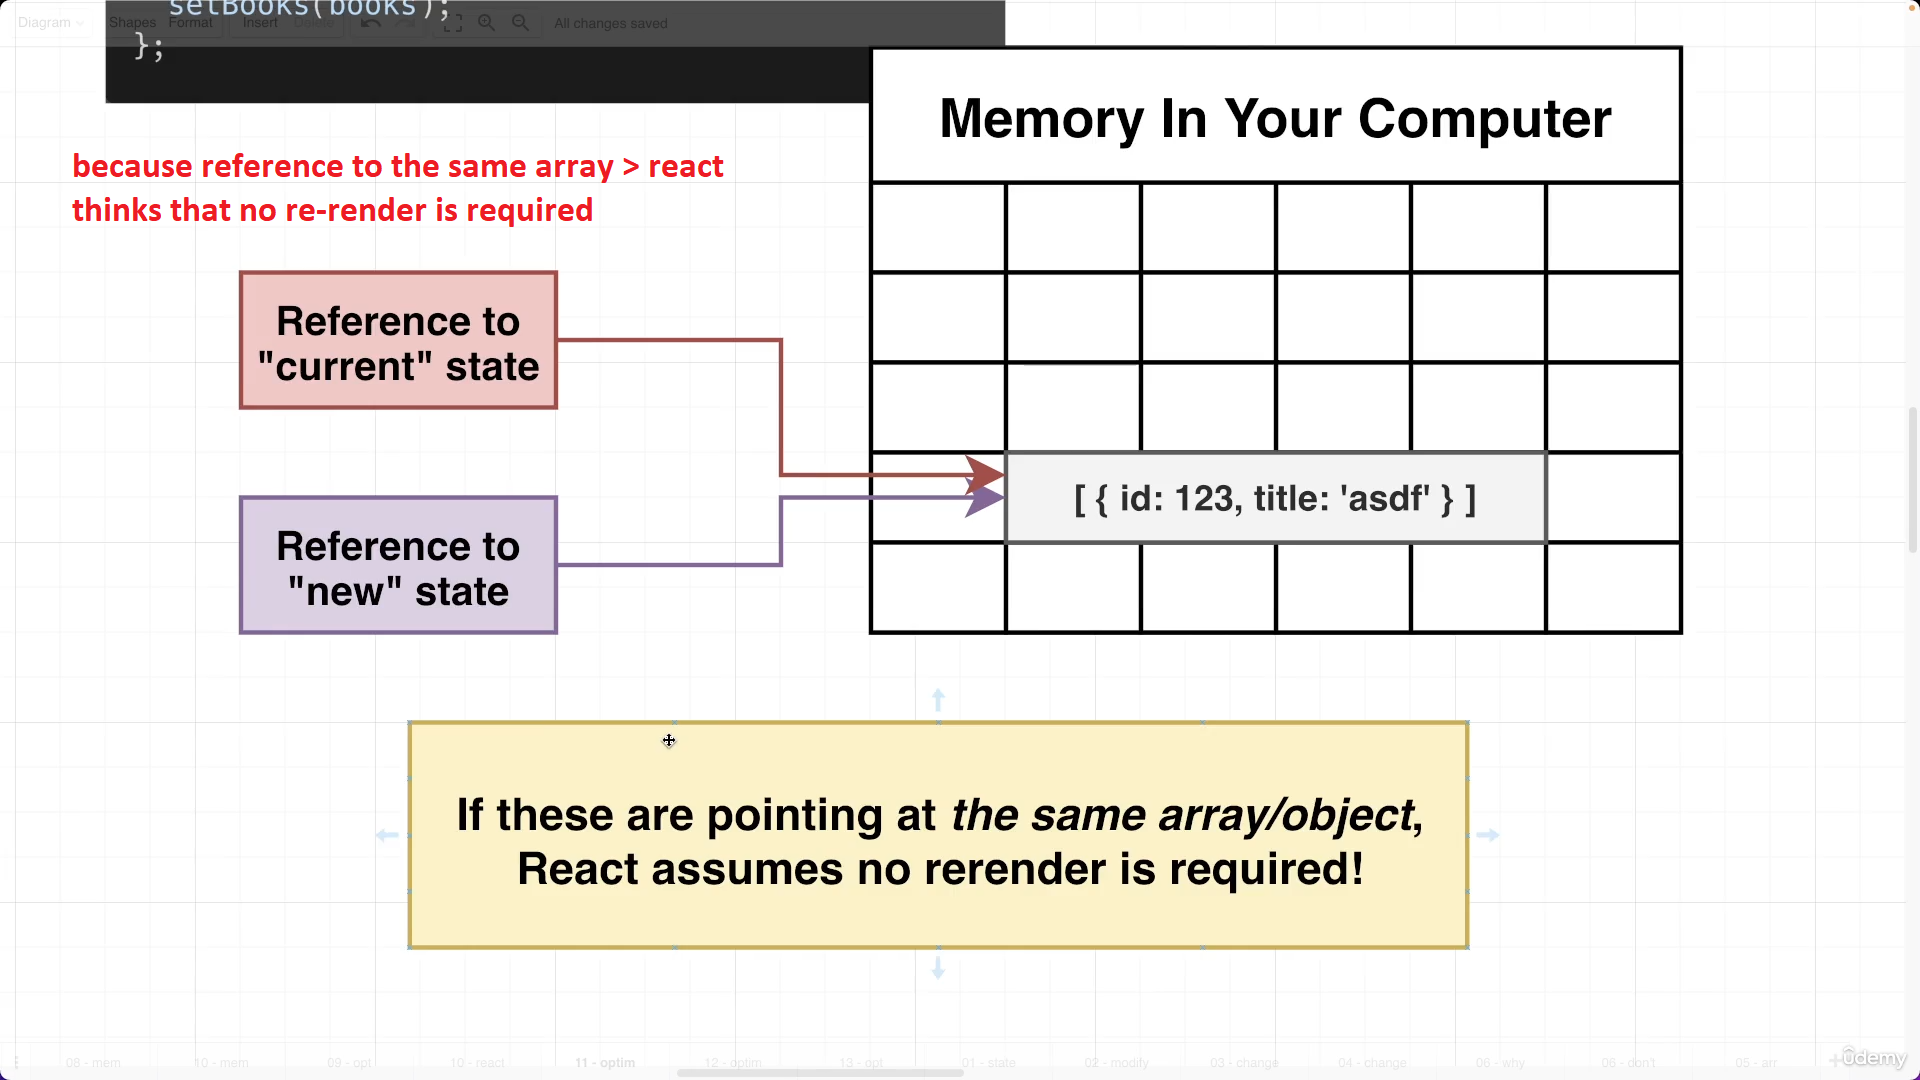 setBooks(books);
};
Diagram Shapes Format Insert Delete All changes saved
Memory In Your Computer
because reference to the same array > react
thinks that no re-render is required
Reference to
"current" state
[ { id: 123, title: 'asdf' } ]
Reference to
"new" state
If these are pointing at the same array/object,
React assumes no rerender is required!
08 - mem 10 - mem 09 - opt 10 - react 11 - optim 12 - optim 13 - opt 01 - state 02 - modify 03 - change 04 - change 06 - why 06 - don't 05 - arr
ûdemy